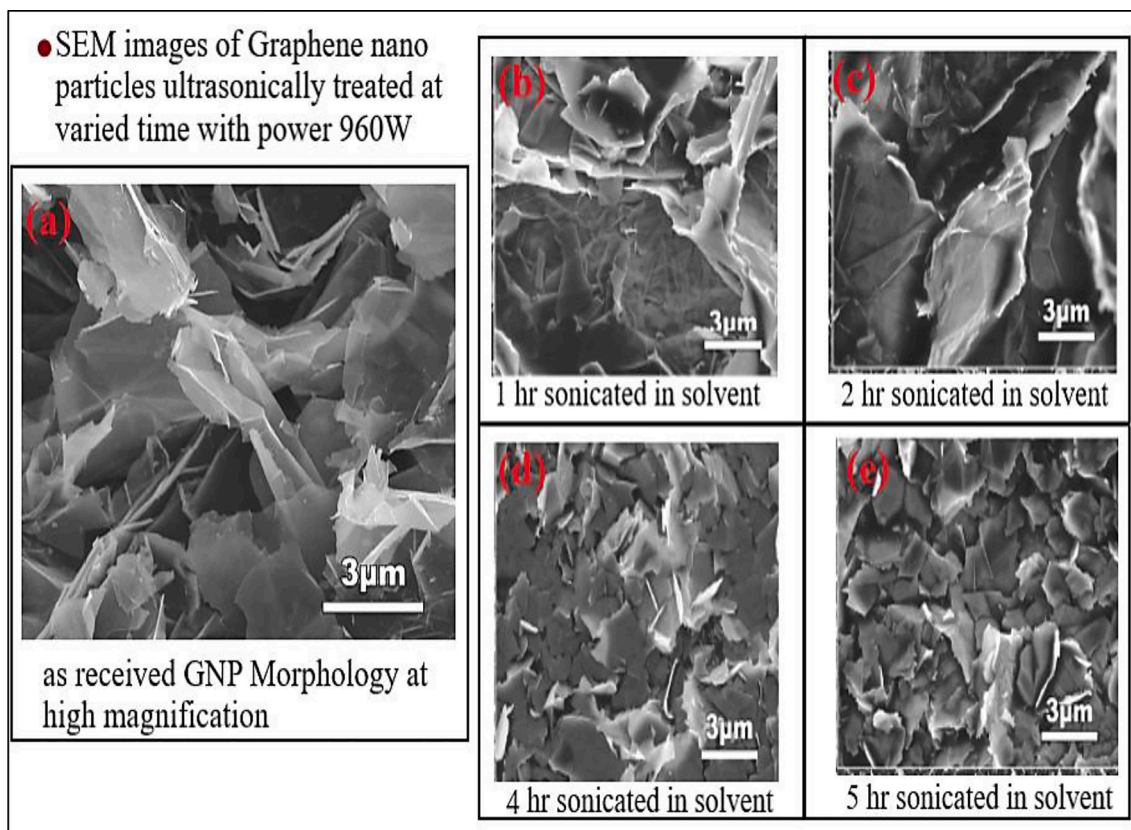 ● SEM images of Graphene nano
particles ultrasonically treated at
varied time with power 960W
(a)
3μm
as received GNP Morphology at
high magnification
(b)
3μm
1 hr sonicated in solvent
(c)
3μm
2 hr sonicated in solvent
(d)
3μm
4 hr sonicated in solvent
(e)
3μm
5 hr sonicated in solvent